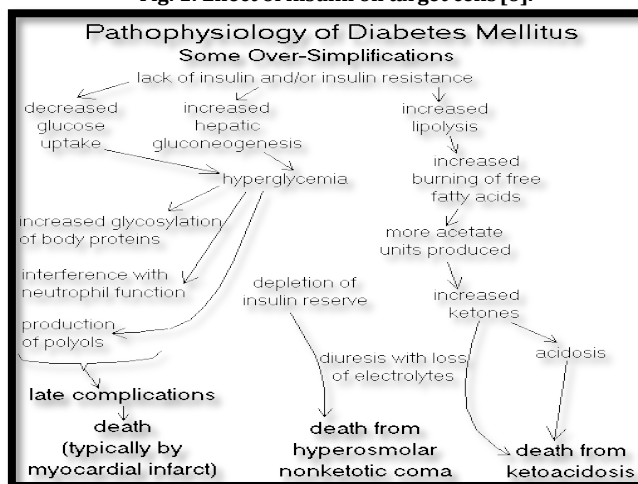 Fig. 2. Effect of insulin on target cells [8].
Pathophysiology of Diabetes Mellitus
Some Over-Simplifications
lack of insulin and/or insulin resistance
decreased
glucose
uptake
increased
hepatic
gluconeogenesis
increased
lipolysis
hyperglycemia
increased
burning of free
fatty acids
increased glycosylation
of body proteins
more acetate
units produced
interference with
neutrophil function
depletion of
insulin reserve
increased
ketones
production
of polyols
diuresis with loss
of electrolytes
acidosis
late complications
death
(typically by
myocardial infarct)
death from
hyperosmolar
nonketotic coma
death from
ketoacidosis